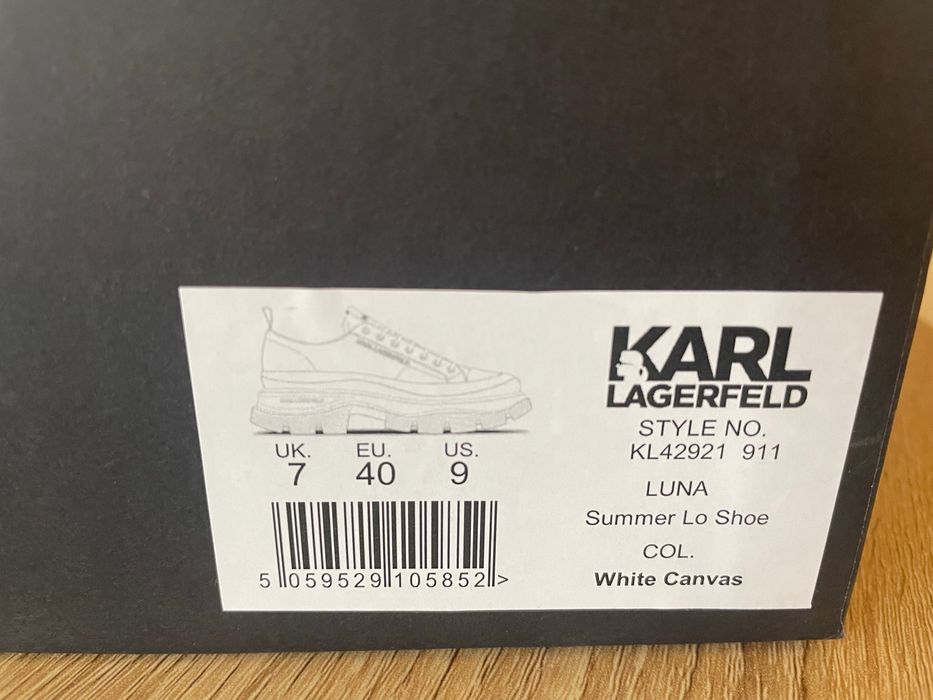 KARL
LAGERFELD
STYLE NO.
KL42921 911
LUNA
Summer Lo Shoe
COL.
White Canvas
UK. EU. US.
7 40 9
5 059529 105852 >